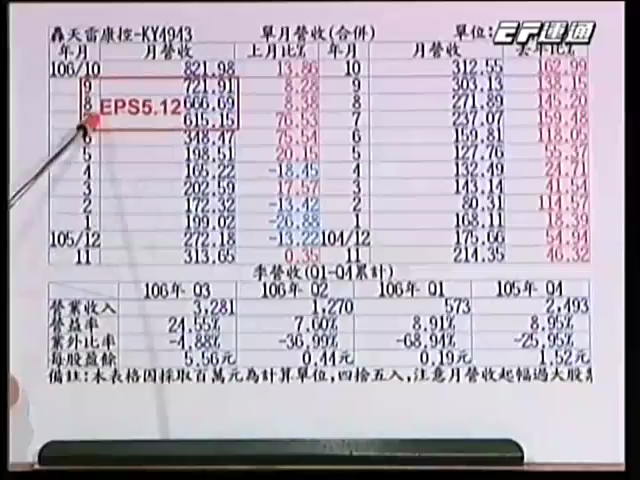 轟天雷康控-KY4943 單月營收(合併) 單位:
年月 月營收 上月比% 年月 月營收 去年比%
106/10 821.98 13.86 10 312.55 162.99
9 721.91 8.28 9 303.13 138.15
8 666.69 8.38 8 271.89 145.20
615.15 76.53 7 237.07 159.48
6 348.47 75.54 6 159.81 118.05
5 198.51 5 127.76 55.37
4 165.22 -18.45 4 132.49 24.71
3 202.59 17.57 3 143.14 41.54
2 172.32 -13.42 2 80.31 114.57
1 199.02 -26.88 1 168.11 18.39
105/12 272.18 -13.22 104/12 175.66 54.94
11 313.65 0.35 11 214.35 46.32
EPS5.12
季營收(Q1-Q4累計)
106年 Q3 106年 Q2 106年 Q1 105年 Q4
營業收入 3,281 1,270 573 2,493
營益率 24.55% 7.60% 8.91% 8.95%
業外比率 -4.88% -36.99% -68.94% -25.95%
每股盈餘 5.56元 0.44元 0.19元 1.52元
備註:本表格因採取百萬元為計算單位,四捨五入,注意月營收起幅過大股票